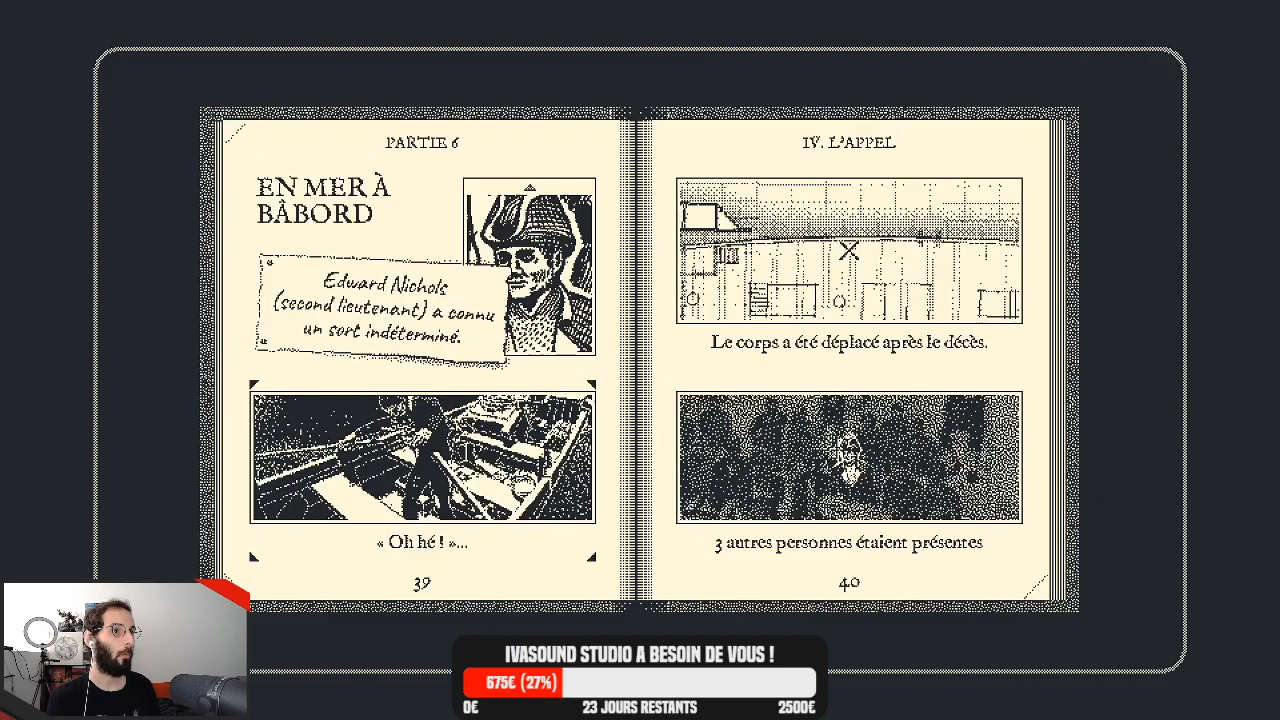 PARTIE 6
EN MER À
BÂBORD
Edward Nichols
(second lieutenant) a connu
un sort indéterminé.
« Oh hé ! »...
39
IV. L'APPEL
Le corps a été déplacé après le décès.
3 autres personnes étaient présentes
40
IVASOUND STUDIO A BESOIN DE VOUS !
675€ (27%)
0€ 23 JOURS RESTANTS 2500€